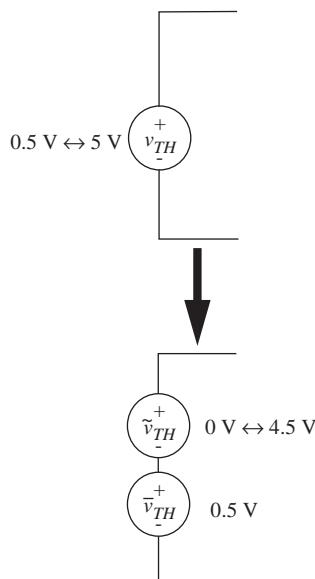 +
0.5 V ↔ 5 V v_TH
-
+
ṽ_TH 0 V ↔ 4.5 V
-
+
v̄_TH 0.5 V
-